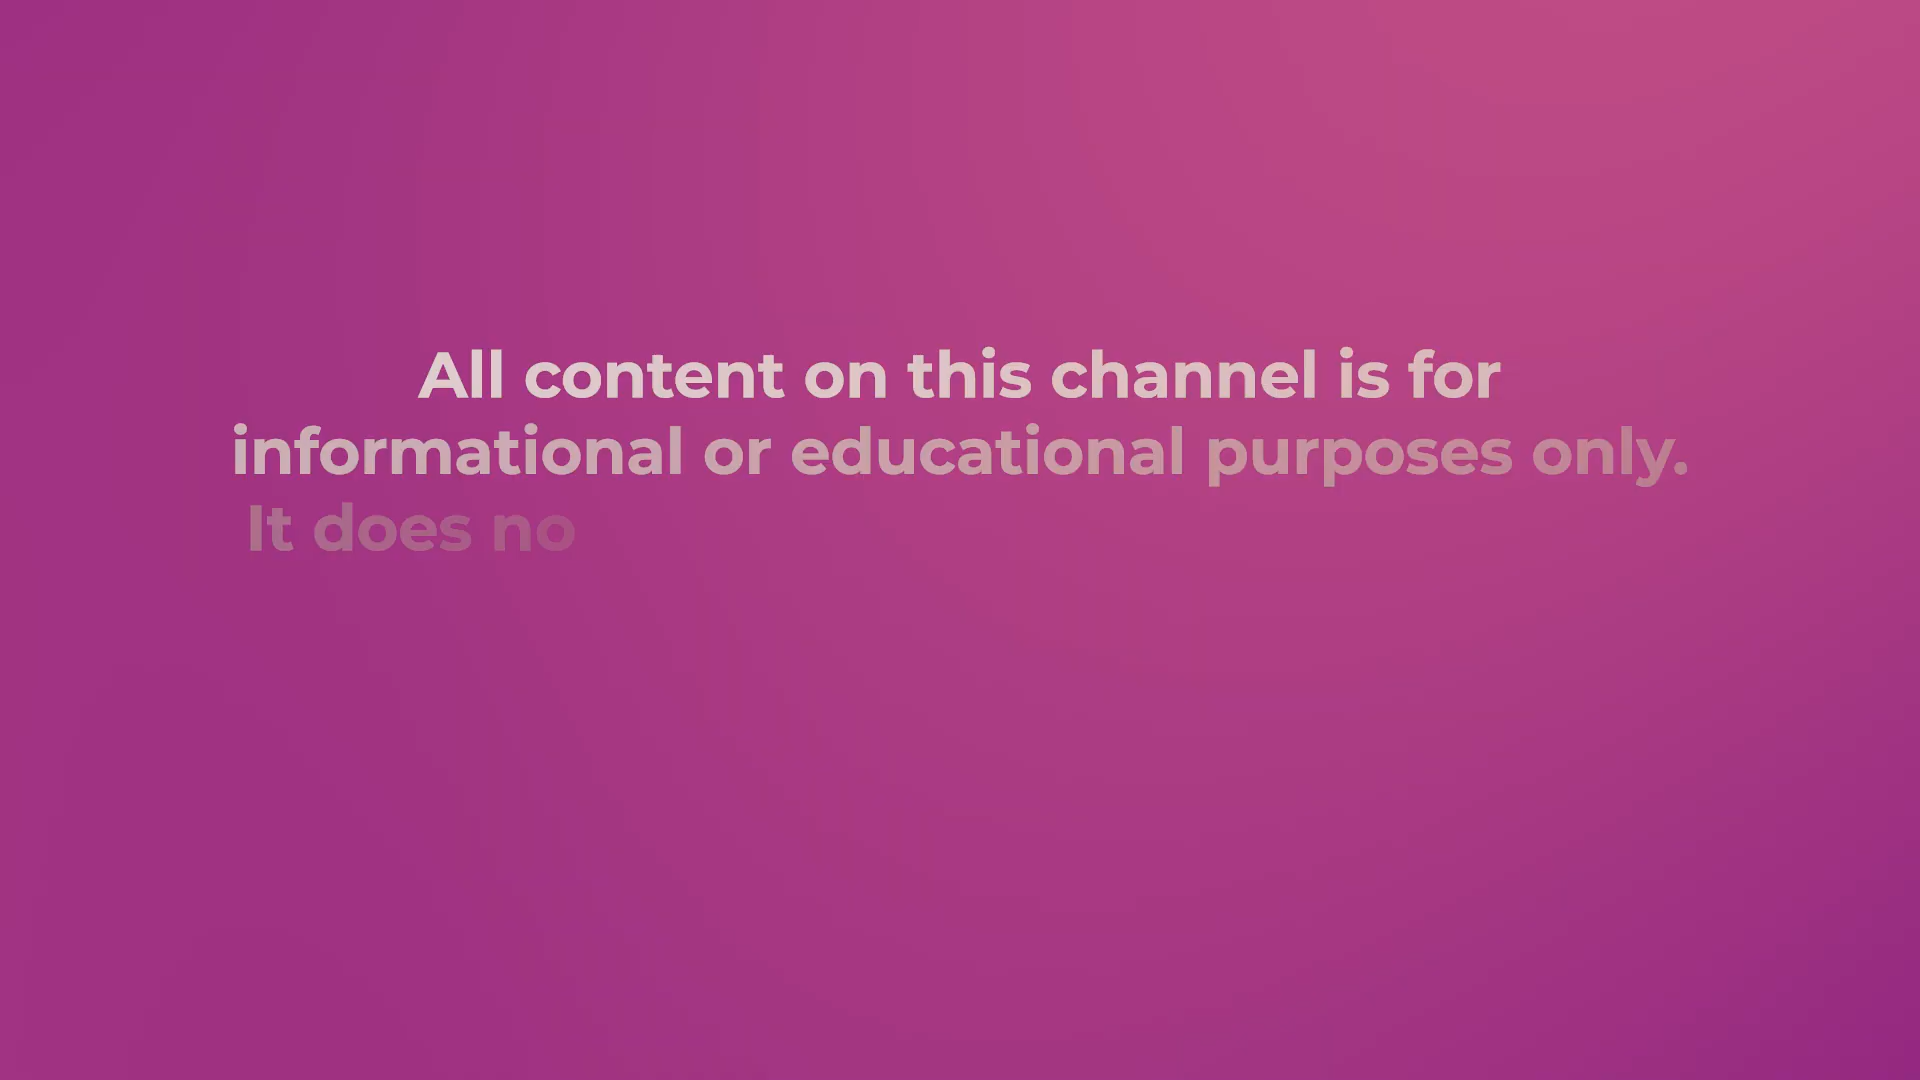 All content on this channel is for
informational or educational purposes only.
It does no